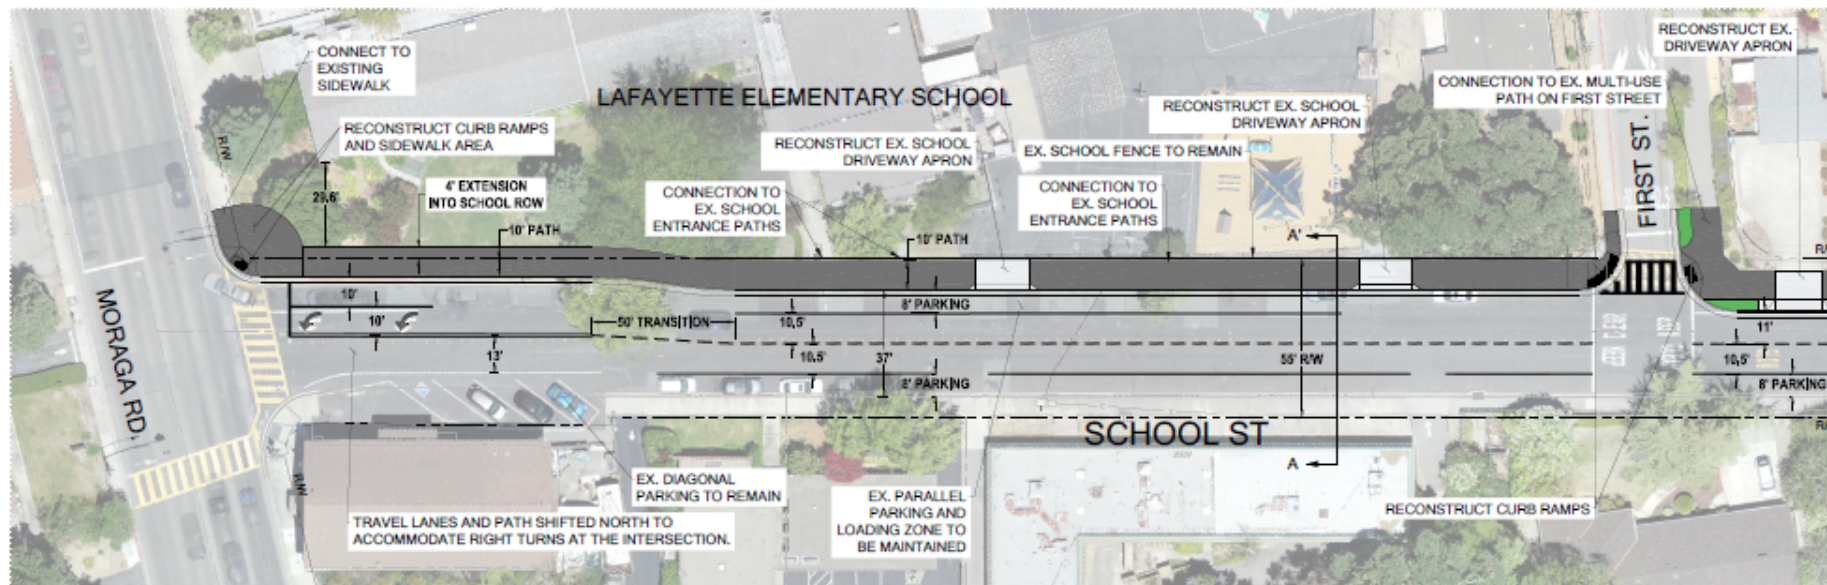 CONNECT TO
EXISTING
SIDEWALK
RECONSTRUCT CURB RAMPS
AND SIDEWALK AREA
R/W
29.6'
4' EXTENSION
INTO SCHOOL ROW
10' PATH
LAFAYETTE ELEMENTARY SCHOOL
RECONSTRUCT EX. SCHOOL
DRIVEWAY APRON
CONNECTION TO
EX. SCHOOL
ENTRANCE PATHS
10' PATH
EX. SCHOOL FENCE TO REMAIN
CONNECTION TO
EX. SCHOOL
ENTRANCE PATHS
RECONSTRUCT EX. SCHOOL
DRIVEWAY APRON
CONNECTION TO EX. MULTI-USE
PATH ON FIRST STREET
RECONSTRUCT EX.
DRIVEWAY APRON
FIRST ST.
A'
MORAGA RD.
10'
10'
13'
50' TRANSITION
8' PARKING
10.5'
10.5'
37'
8' PARKING
55' R/W
11'
10.5'
8' PARKING
SCHOOL ST
A
R/W
EX. DIAGONAL
PARKING TO REMAIN
TRAVEL LANES AND PATH SHIFTED NORTH TO
ACCOMMODATE RIGHT TURNS AT THE INTERSECTION.
EX. PARALLEL
PARKING AND
LOADING ZONE TO
BE MAINTAINED
RECONSTRUCT CURB RAMPS